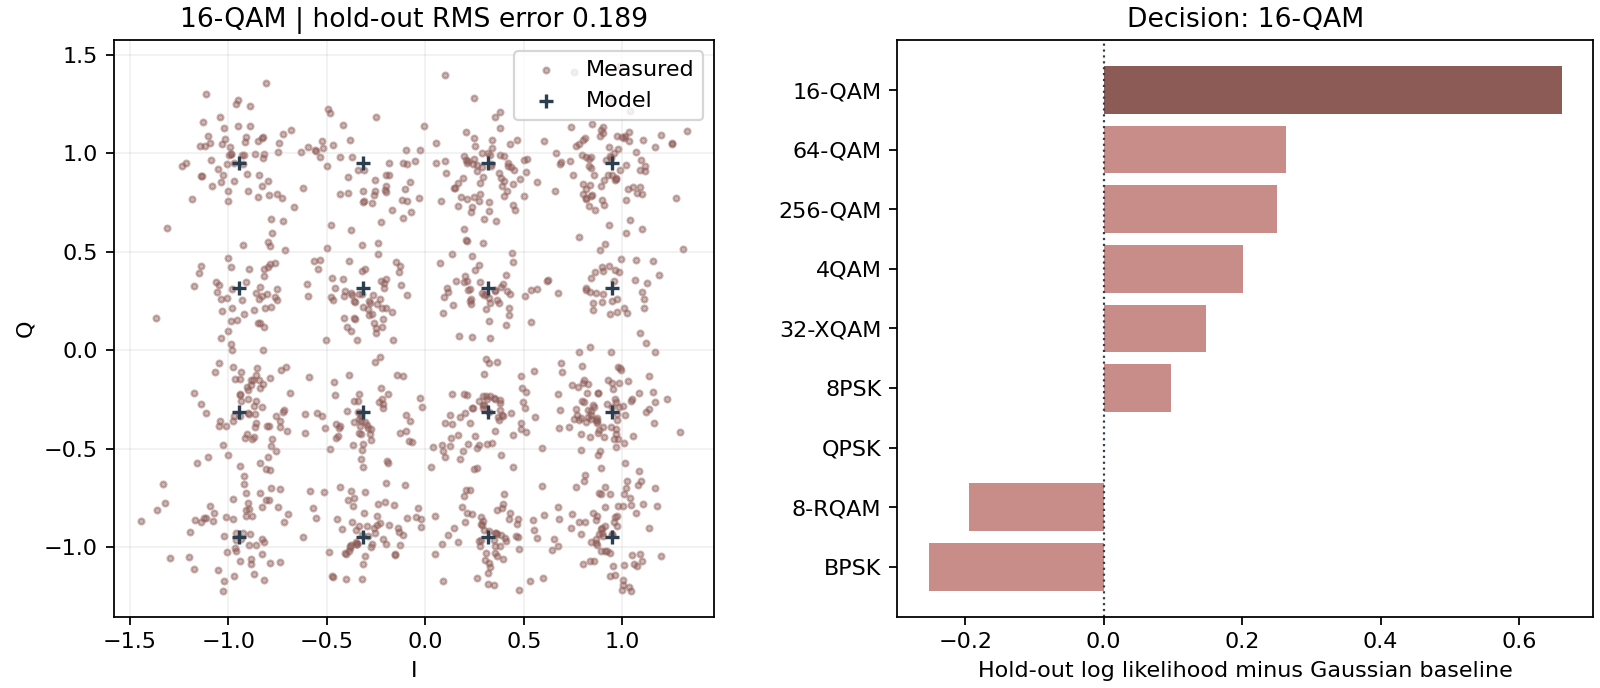 16-QAM | hold-out RMS error 0.189
Measured
Model
1.5
1.0
0.5
0.0
−0.5
−1.0
Q
−1.5
−1.0
−0.5
0.0
0.5
1.0
I
Decision: 16-QAM
16-QAM
64-QAM
256-QAM
4QAM
32-XQAM
8PSK
QPSK
8-RQAM
BPSK
−0.2
0.0
0.2
0.4
0.6
Hold-out log likelihood minus Gaussian baseline